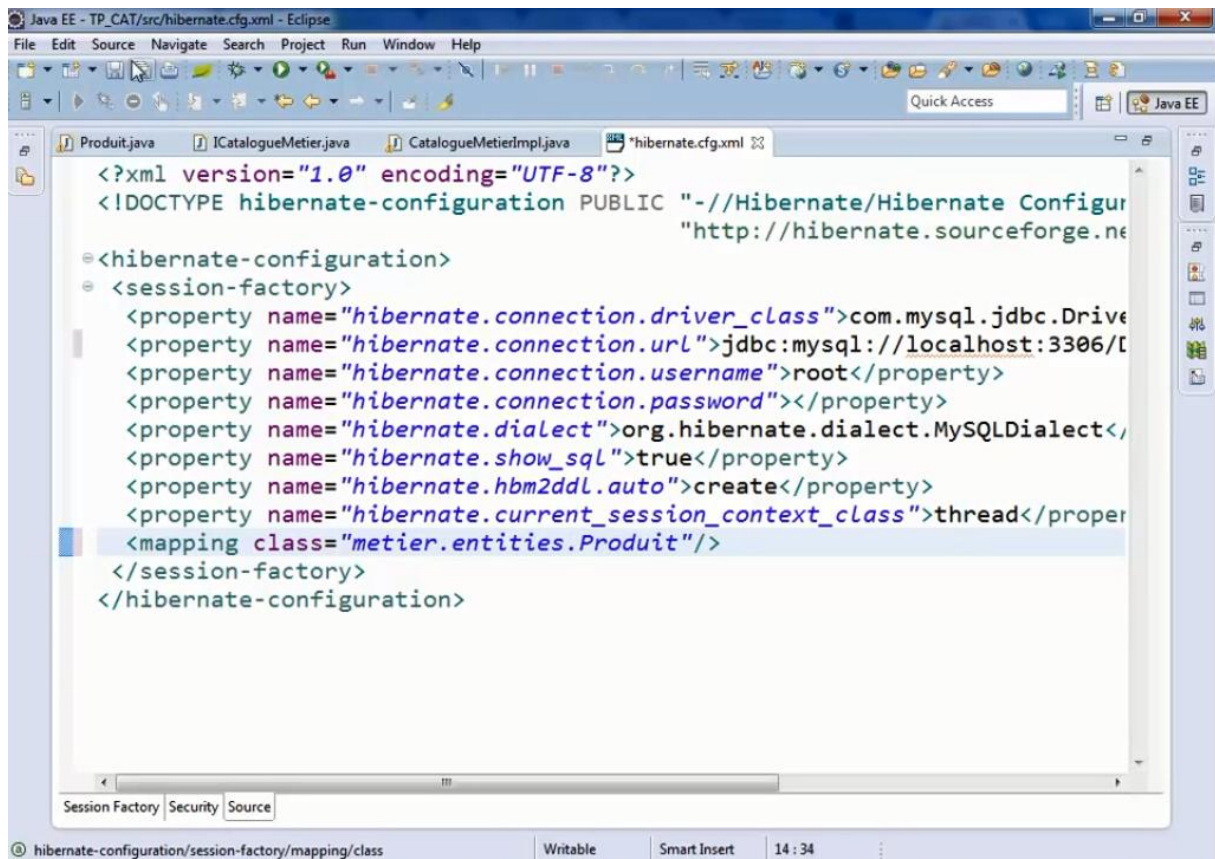 Java EE - TP_CAT/src/hibernate.cfg.xml - Eclipse
File Edit Source Navigate Search Project Run Window Help
Quick Access
Java EE
Produit.java ICatalogueMetier.java CatalogueMetierImpl.java *hibernate.cfg.xml
<?xml version="1.0" encoding="UTF-8"?>
<!DOCTYPE hibernate-configuration PUBLIC "-//Hibernate/Hibernate Configur
"http://hibernate.sourceforge.ne
<hibernate-configuration>
<session-factory>
<property name="hibernate.connection.driver_class">com.mysql.jdbc.Drive
<property name="hibernate.connection.url">jdbc:mysql://localhost:3306/
<property name="hibernate.connection.username">root</property>
<property name="hibernate.connection.password"></property>
<property name="hibernate.dialect">org.hibernate.dialect.MySQLDialect</
<property name="hibernate.show_sql">true</property>
<property name="hibernate.hbm2ddl.auto">create</property>
<property name="hibernate.current_session_context_class">thread</proper
<mapping class="metier.entities.Produit"/>
</session-factory>
</hibernate-configuration>
Session Factory Security Source
hibernate-configuration/session-factory/mapping/class Writable Smart Insert 14 : 34